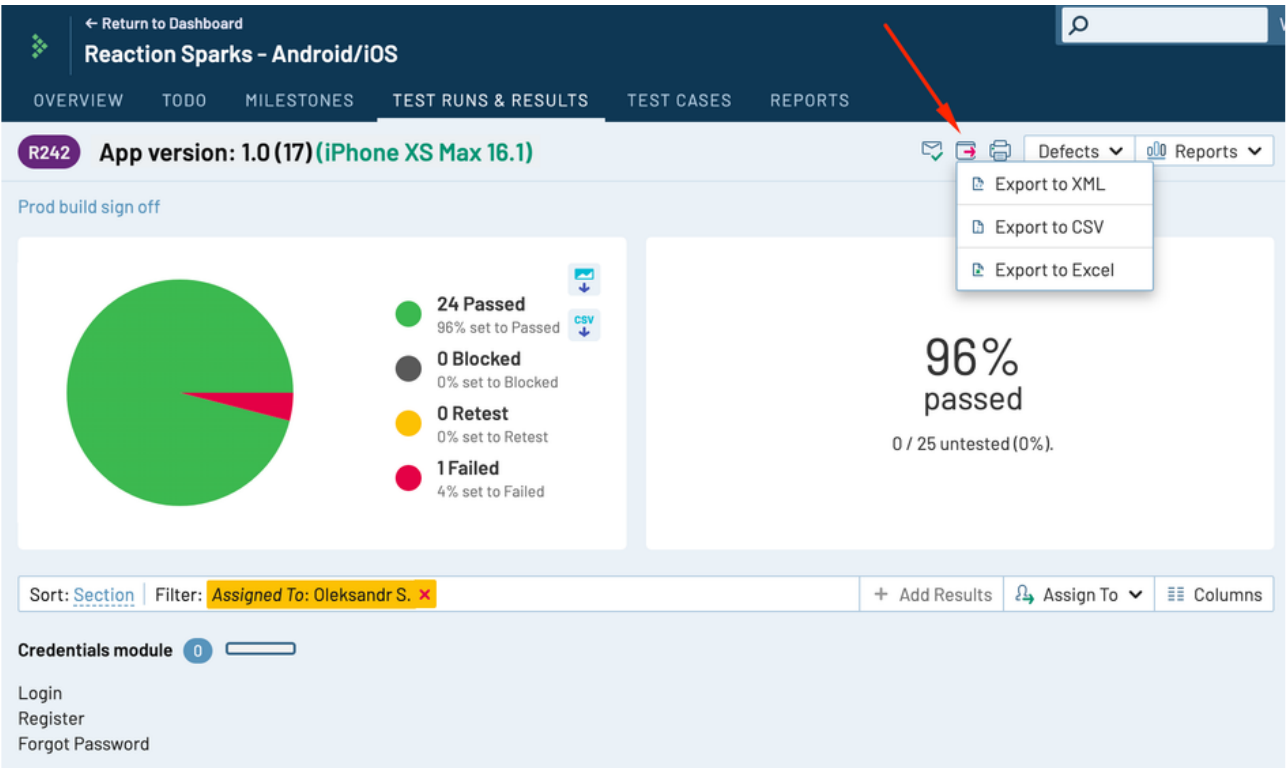 ← Return to Dashboard
Reaction Sparks - Android/iOS
OVERVIEW TODO MILESTONES TEST RUNS & RESULTS TEST CASES REPORTS
R242 App version: 1.0 (17) (iPhone XS Max 16.1) Defects Reports
Export to XML
Export to CSV
Export to Excel
Prod build sign off
24 Passed
96% set to Passed
CSV
0 Blocked
0% set to Blocked
0 Retest
0% set to Retest
1 Failed
4% set to Failed
96%
passed
0 / 25 untested (0%).
Sort: Section Filter: Assigned To: Oleksandr S. × + Add Results Assign To Columns
Credentials module 0
Login
Register
Forgot Password